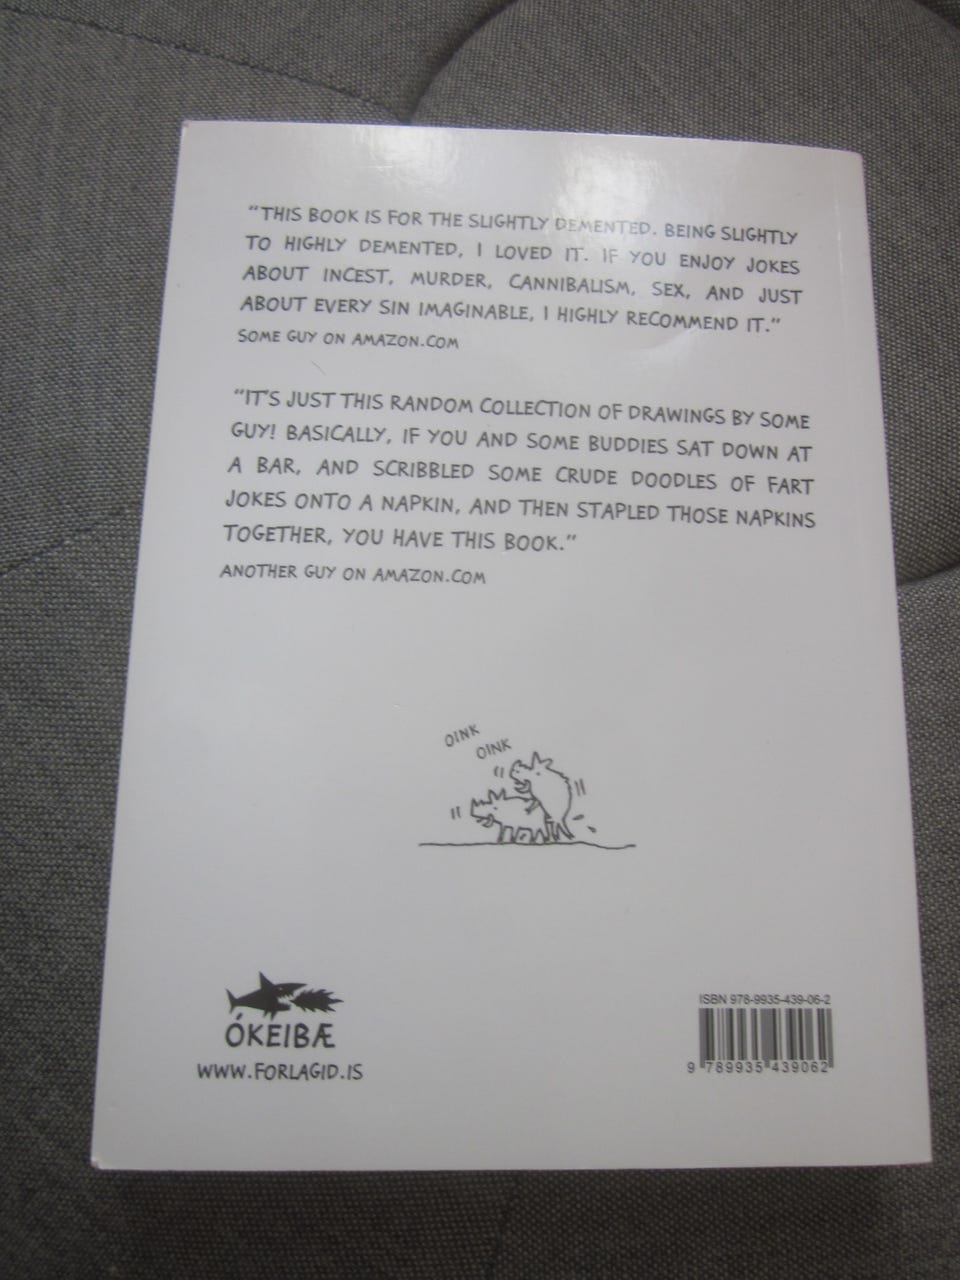 "THIS BOOK IS FOR THE SLIGHTLY DEMENTED. BEING SLIGHTLY
TO HIGHLY DEMENTED, I LOVED IT. IF YOU ENJOY JOKES
ABOUT INCEST, MURDER, CANNIBALISM, SEX, AND JUST
ABOUT EVERY SIN IMAGINABLE, I HIGHLY RECOMMEND IT."
SOME GUY ON AMAZON.COM
"IT'S JUST THIS RANDOM COLLECTION OF DRAWINGS BY SOME
GUY! BASICALLY, IF YOU AND SOME BUDDIES SAT DOWN AT
A BAR, AND SCRIBBLED SOME CRUDE DOODLES OF FART
JOKES ONTO A NAPKIN, AND THEN STAPLED THOSE NAPKINS
TOGETHER, YOU HAVE THIS BOOK."
ANOTHER GUY ON AMAZON.COM
OINK
OINK
ÓKEIBÆ
WWW.FORLAGID.IS
ISBN 978-9935-439-06-2
9 789935 439062